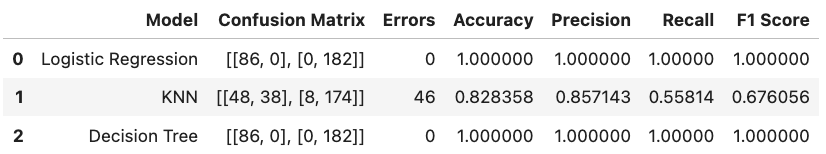 Model Confusion Matrix Errors Accuracy Precision Recall F1 Score
0 Logistic Regression [[86, 0], [0, 182]] 0 1.000000 1.000000 1.00000 1.000000
1 KNN [[48, 38], [8, 174]] 46 0.828358 0.857143 0.55814 0.676056
2 Decision Tree [[86, 0], [0, 182]] 0 1.000000 1.000000 1.00000 1.000000